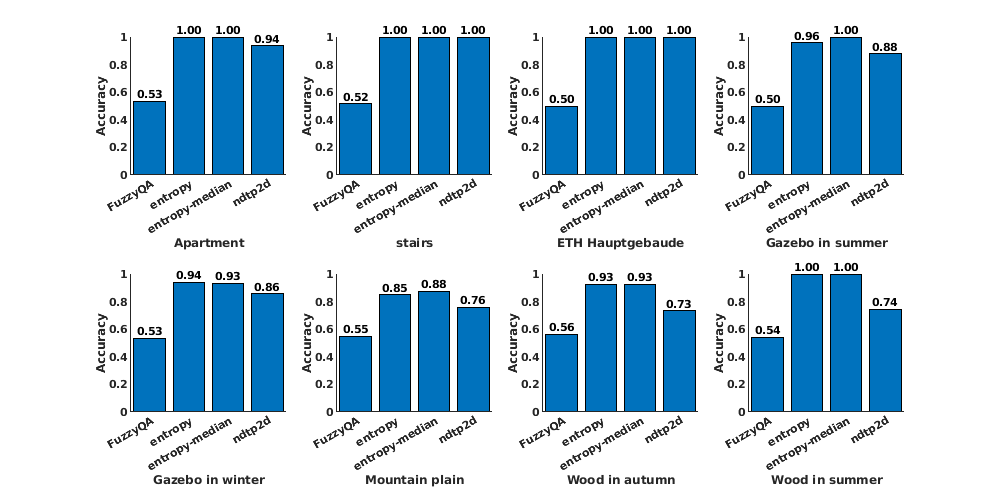 1.00 1.00
0.94
0.53
1
0.8
0.6
0.4
0.2
0
Accuracy
FuzzyQA
entropy
entropy-median
ndtp2d
Apartment
1.00 1.00 1.00
0.52
1
0.8
0.6
0.4
0.2
0
Accuracy
FuzzyQA
entropy
entropy-median
ndtp2d
stairs
1.00 1.00 1.00
0.50
1
0.8
0.6
0.4
0.2
0
Accuracy
FuzzyQA
entropy
entropy-median
ndtp2d
ETH Hauptgebaude
0.96 1.00
0.88
0.50
1
0.8
0.6
0.4
0.2
0
Accuracy
FuzzyQA
entropy
entropy-median
ndtp2d
Gazebo in summer
0.94 0.93
0.86
0.53
1
0.8
0.6
0.4
0.2
0
Accuracy
FuzzyQA
entropy
entropy-median
ndtp2d
Gazebo in winter
0.85 0.88
0.76
0.55
1
0.8
0.6
0.4
0.2
0
Accuracy
FuzzyQA
entropy
entropy-median
ndtp2d
Mountain plain
0.93 0.93
0.73
0.56
1
0.8
0.6
0.4
0.2
0
Accuracy
FuzzyQA
entropy
entropy-median
ndtp2d
Wood in autumn
1.00 1.00
0.74
0.54
1
0.8
0.6
0.4
0.2
0
Accuracy
FuzzyQA
entropy
entropy-median
ndtp2d
Wood in summer